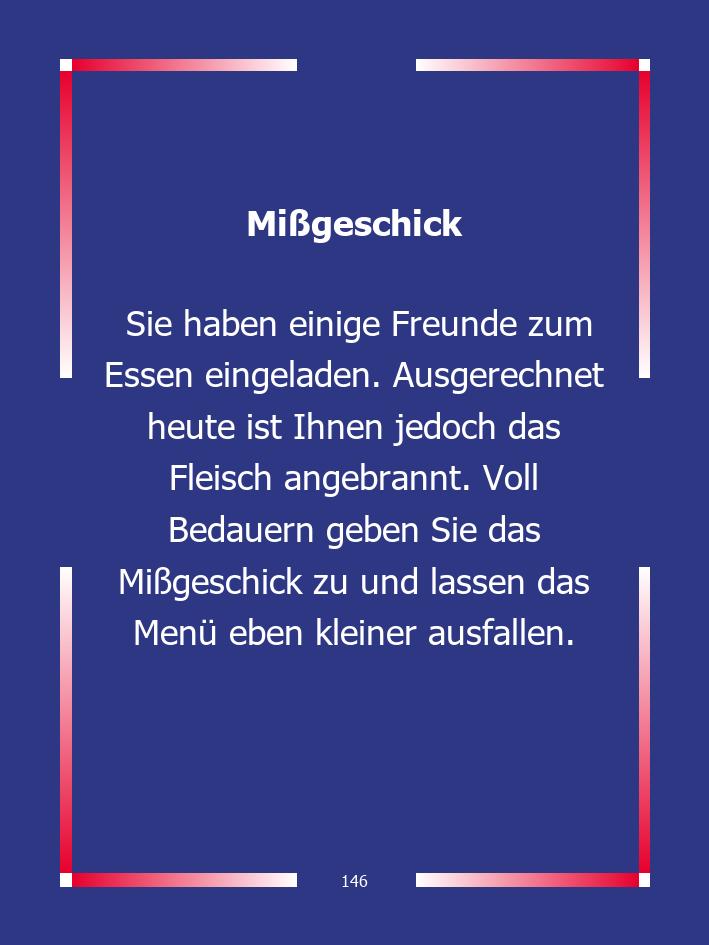 Mißgeschick
Sie haben einige Freunde zum
Essen eingeladen. Ausgerechnet
heute ist Ihnen jedoch das
Fleisch angebrannt. Voll
Bedauern geben Sie das
Mißgeschick zu und lassen das
Menü eben kleiner ausfallen.
146